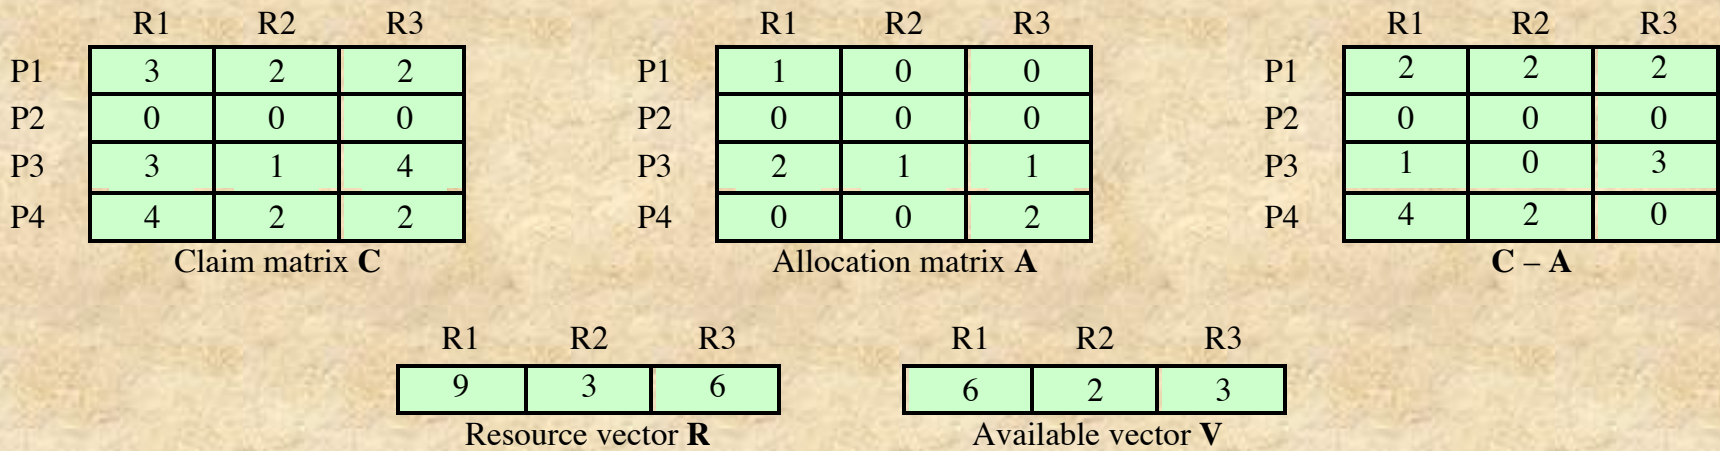 R1 R2 R3 R1 R2 R3 R1 R2 R3
P1 3 2 2 P1 1 0 0 P1 2 2 2
P2 0 0 0 P2 0 0 0 P2 0 0 0
P3 3 1 4 P3 2 1 1 P3 1 0 3
P4 4 2 2 P4 0 0 2 P4 4 2 0
Claim matrix C Allocation matrix A C – A
R1 R2 R3 R1 R2 R3
9 3 6 6 2 3
Resource vector R Available vector V